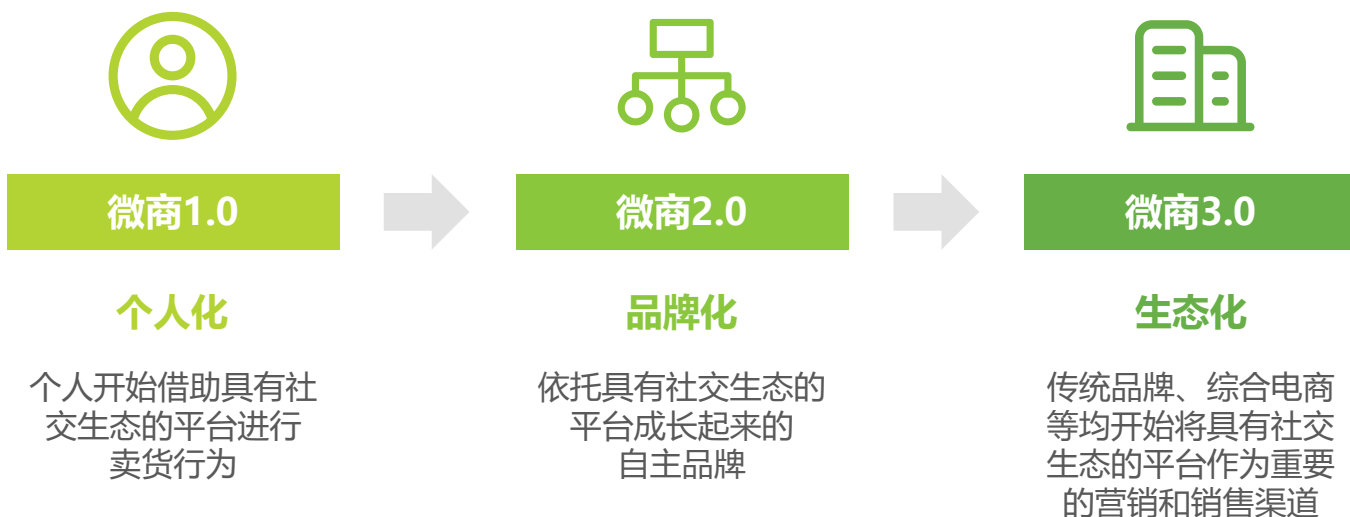 微商1.0
个人化
个人开始借助具有社
交生态的平台进行
卖货行为
微商2.0
品牌化
依托具有社交生态的
平台成长起来的
自主品牌
微商3.0
生态化
传统品牌、综合电商
等均开始将具有社交
生态的平台作为重要
的营销和销售渠道